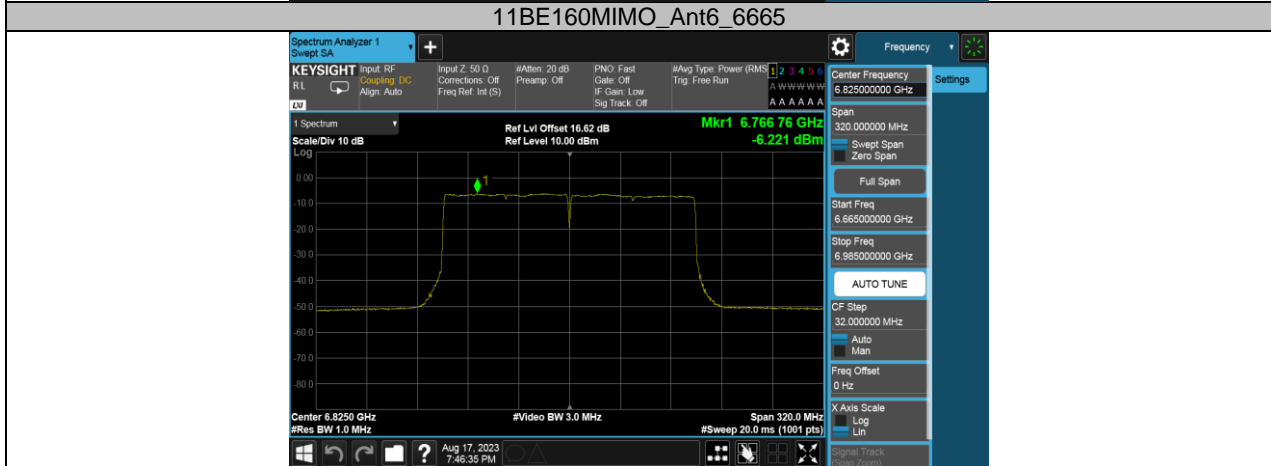 11BE160MIMO_Ant6_6665
Spectrum Analyzer 1
Swept SA
+
Frequency
KEYSIGHT
RL
LXI
Input: RF
Coupling: DC
Align: Auto
Input Z: 50 Ω
Corrections: Off
Freq Ref: Int (S)
#Atten: 20 dB
Preamp: Off
PNO: Fast
Gate: Off
IF Gain: Low
Sig Track: Off
#Avg Type: Power (RMS
Trig: Free Run
1 2 3 4 5 6
A W W W W W
A A A A A A
Center Frequency
6.825000000 GHz
Settings
Span
320.000000 MHz
Swept Span
Zero Span
Full Span
Start Freq
6.665000000 GHz
Stop Freq
6.985000000 GHz
AUTO TUNE
CF Step
32.000000 MHz
Auto
Man
Freq Offset
0 Hz
X Axis Scale
Log
Lin
Signal Track
(Span Zoom)
1 Spectrum
Scale/Div 10 dB
Log
Ref Lvl Offset 16.62 dB
Ref Level 10.00 dBm
Mkr1 6.766 76 GHz
-6.221 dBm
1
0.00
-10.0
-20.0
-30.0
-40.0
-50.0
-60.0
-70.0
-80.0
Center 6.8250 GHz
#Res BW 1.0 MHz
#Video BW 3.0 MHz
Span 320.0 MHz
#Sweep 20.0 ms (1001 pts)
?
Aug 17, 2023
7:46:35 PM